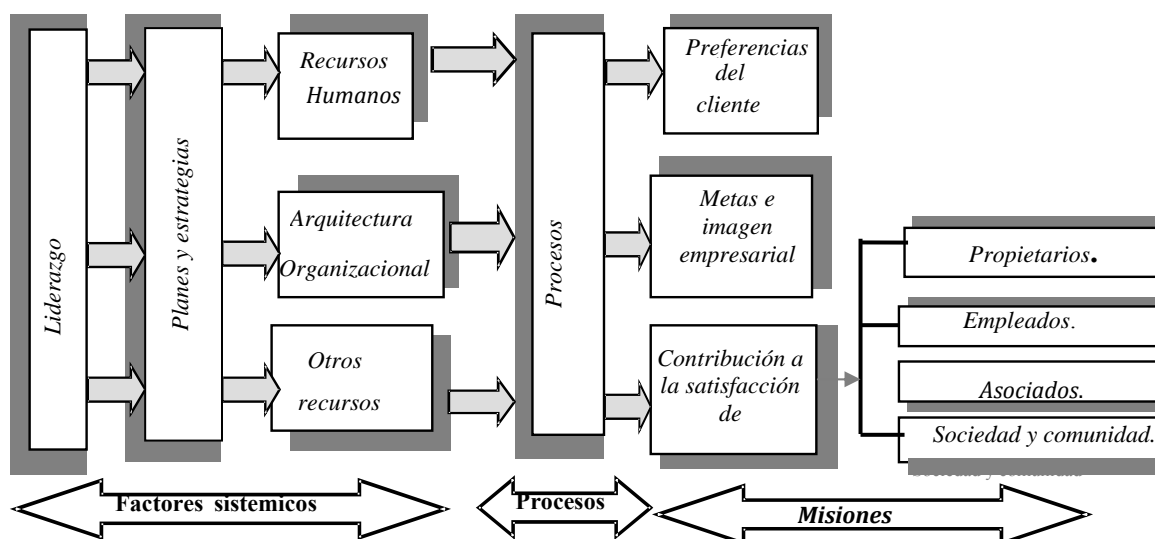 Liderazgo
Planes y estrategias
Recursos
Humanos
Arquitectura
Organizacional
Otros
recursos
Procesos
Preferencias
del
cliente
Metas e
imagen
empresarial
Contribución a
la satisfacción
de
Propietarios.
Empleados.
Asociados.
Sociedad y comunidad.
Factores sistemicos
Procesos
Misiones